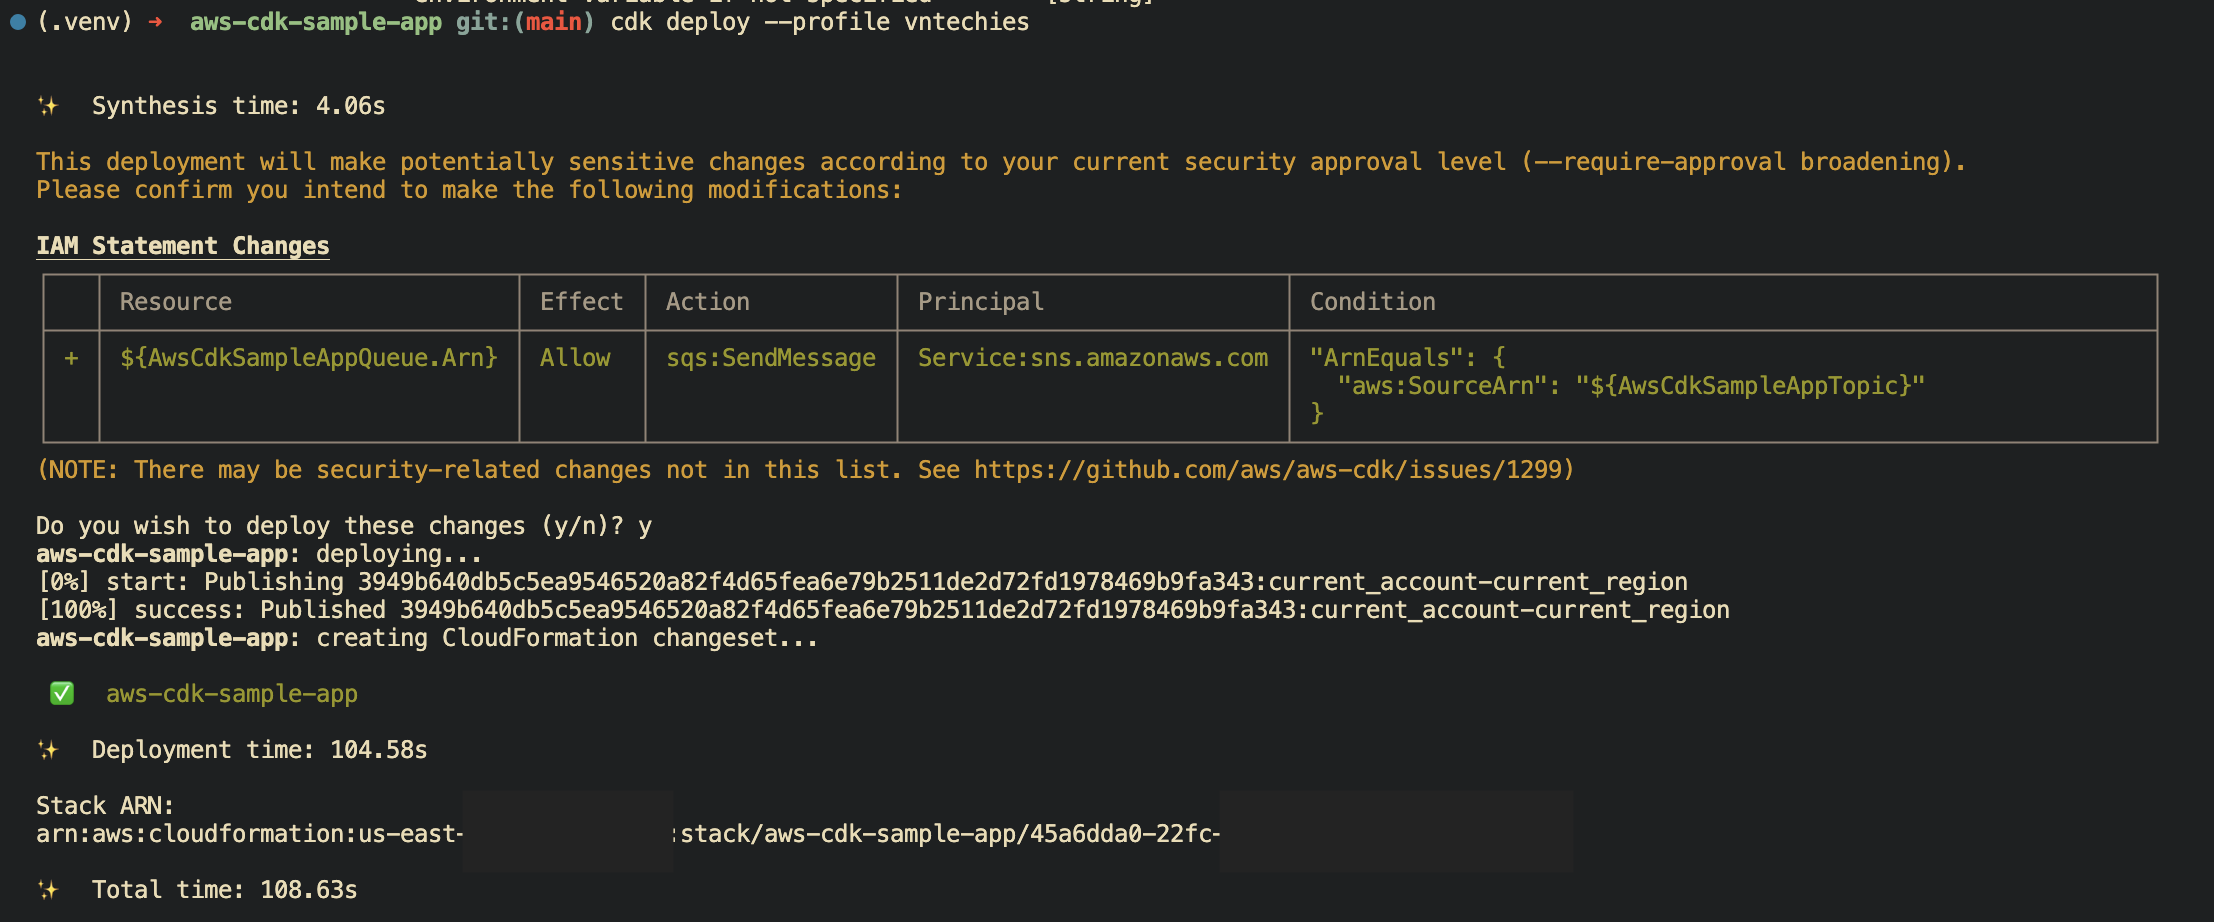 (.venv) → aws-cdk-sample-app git:(main) cdk deploy --profile vntechies
✨ Synthesis time: 4.06s
This deployment will make potentially sensitive changes according to your current security approval level (--require-approval broadening).
Please confirm you intend to make the following modifications:
IAM Statement Changes
Resource Effect Action Principal Condition
+ ${AwsCdkSampleAppQueue.Arn} Allow sqs:SendMessage Service:sns.amazonaws.com "ArnEquals": {
"aws:SourceArn": "${AwsCdkSampleAppTopic}"
}
(NOTE: There may be security-related changes not in this list. See https://github.com/aws/aws-cdk/issues/1299)
Do you wish to deploy these changes (y/n)? y
aws-cdk-sample-app: deploying...
[0%] start: Publishing 3949b640db5c5ea9546520a82f4d65fea6e79b2511de2d72fd1978469b9fa343:current_account-current_region
[100%] success: Published 3949b640db5c5ea9546520a82f4d65fea6e79b2511de2d72fd1978469b9fa343:current_account-current_region
aws-cdk-sample-app: creating CloudFormation changeset...
✅ aws-cdk-sample-app
✨ Deployment time: 104.58s
Stack ARN:
arn:aws:cloudformation:us-east- :stack/aws-cdk-sample-app/45a6dda0-22fc-
✨ Total time: 108.63s